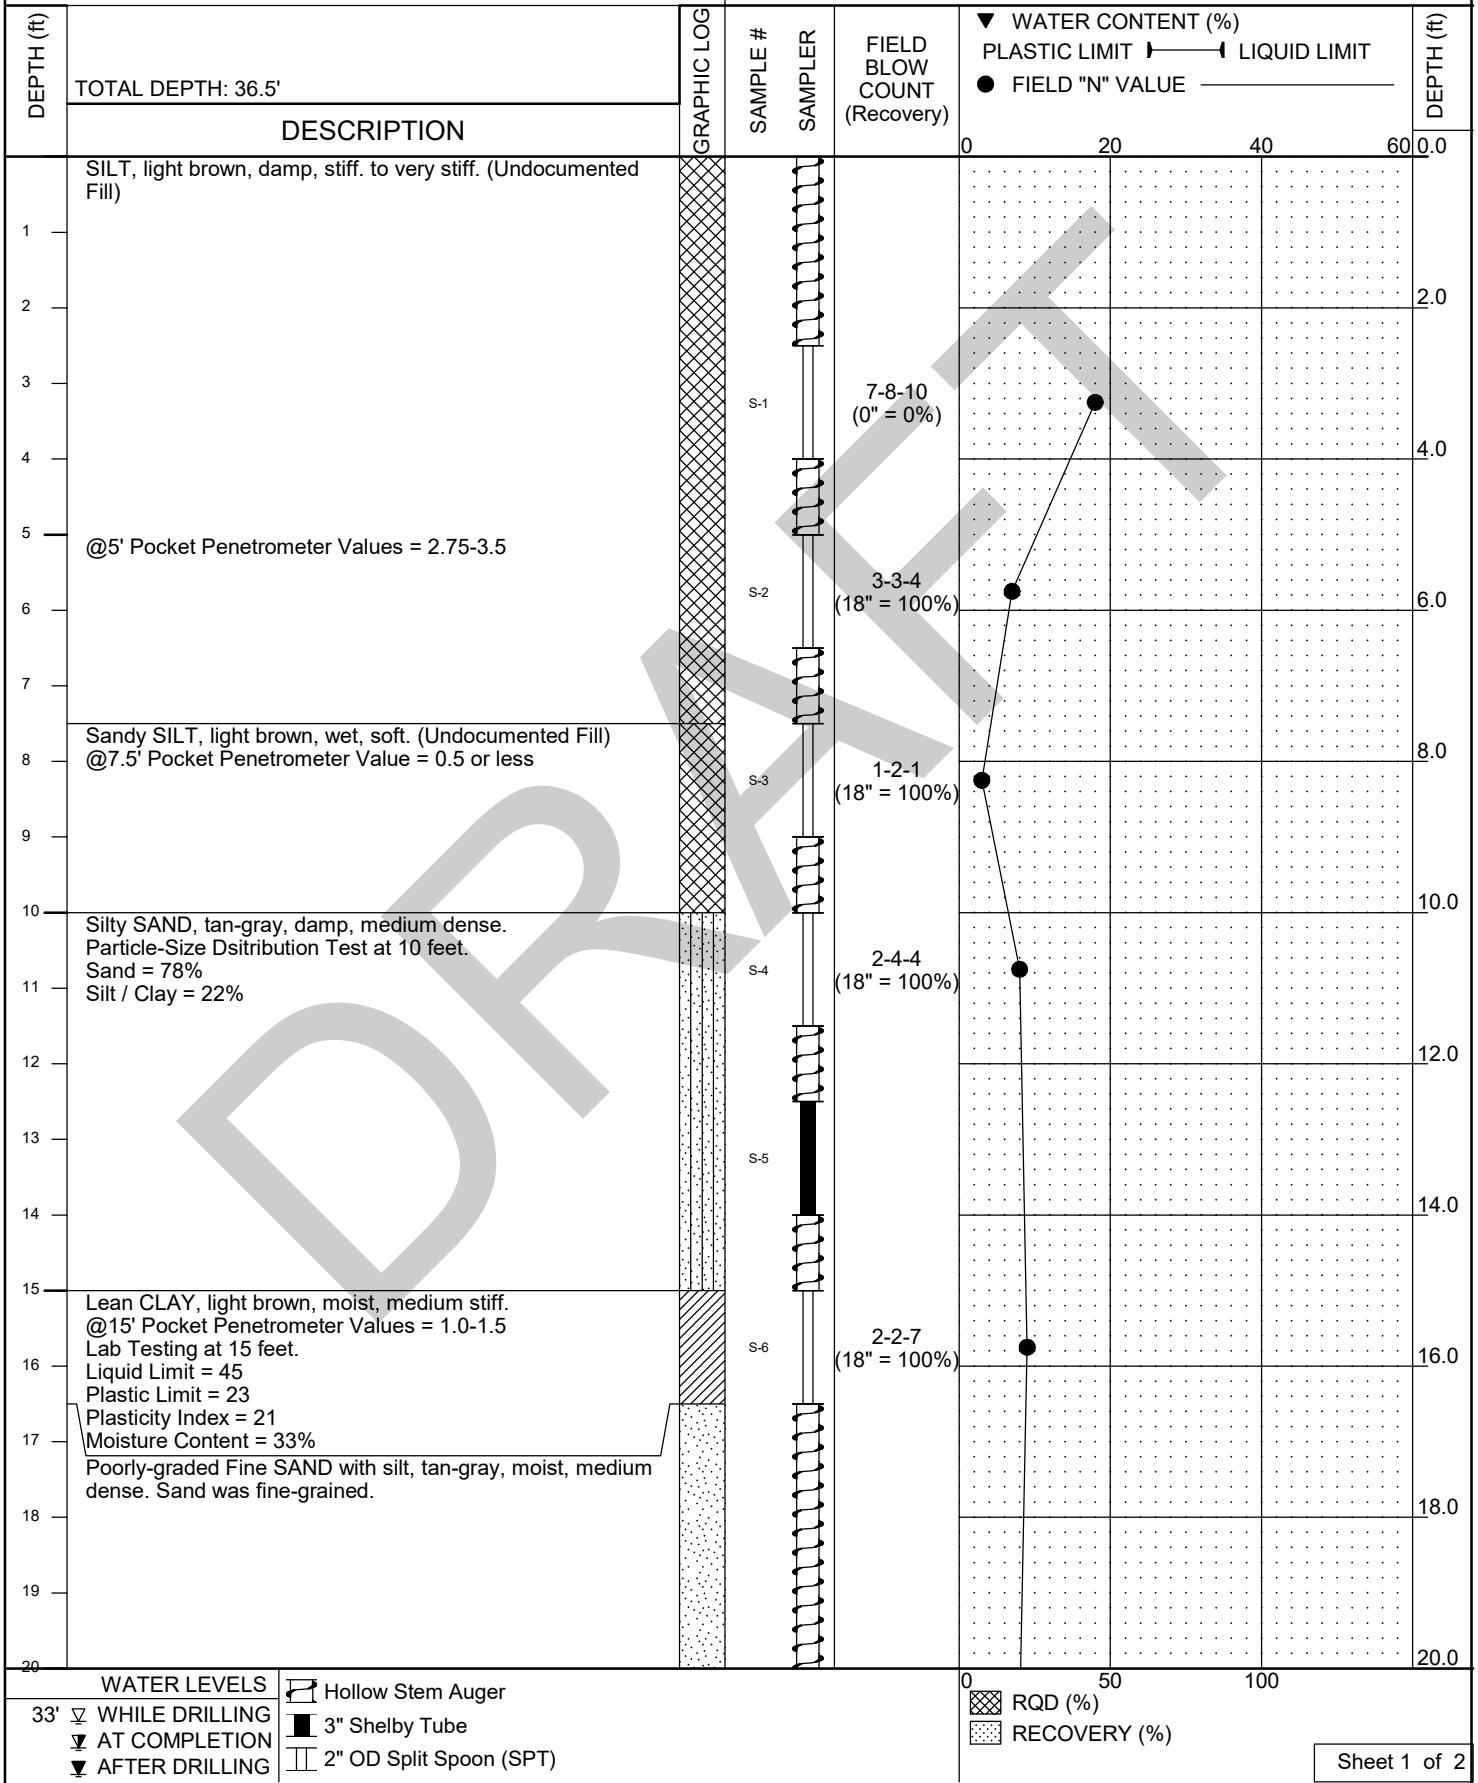 DEPTH (ft)
TOTAL DEPTH: 36.5'
DESCRIPTION
GRAPHIC LOG
SAMPLE #
SAMPLER
FIELD
BLOW
COUNT
(Recovery)
▼ WATER CONTENT (%)
PLASTIC LIMIT LIQUID LIMIT
● FIELD "N" VALUE
0 20 40 60
DEPTH (ft)
0.0
SILT, light brown, damp, stiff. to very stiff. (Undocumented
Fill)
1
2
2.0
3
S-1
7-8-10
(0" = 0%)
4
4.0
5
@5' Pocket Penetrometer Values = 2.75-3.5
S-2
3-3-4
(18" = 100%)
6
6.0
7
Sandy SILT, light brown, wet, soft. (Undocumented Fill)
@7.5' Pocket Penetrometer Value = 0.5 or less
8
8.0
S-3
1-2-1
(18" = 100%)
9
10
10.0
Silty SAND, tan-gray, damp, medium dense.
Particle-Size Dsitribution Test at 10 feet.
Sand = 78%
Silt / Clay = 22%
S-4
2-4-4
(18" = 100%)
11
12
12.0
13
S-5
14
14.0
15
Lean CLAY, light brown, moist, medium stiff.
@15' Pocket Penetrometer Values = 1.0-1.5
Lab Testing at 15 feet.
Liquid Limit = 45
Plastic Limit = 23
Plasticity Index = 21
Moisture Content = 33%
S-6
2-2-7
(18" = 100%)
16
16.0
17
Poorly-graded Fine SAND with silt, tan-gray, moist, medium
dense. Sand was fine-grained.
18
18.0
19
20
20.0
DRAFT
WATER LEVELS
33' WHILE DRILLING
AT COMPLETION
AFTER DRILLING
Hollow Stem Auger
3" Shelby Tube
2" OD Split Spoon (SPT)
0 50 100
RQD (%)
RECOVERY (%)
Sheet 1 of 2